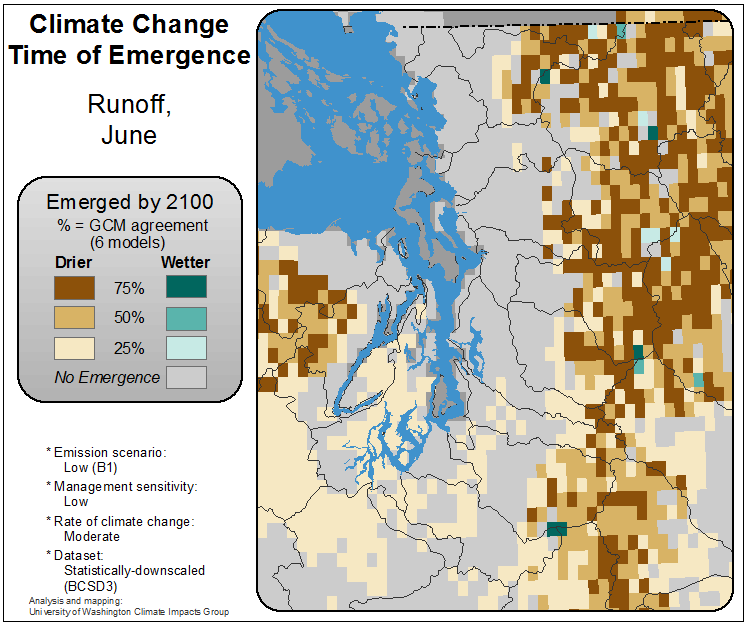 Climate Change
Time of Emergence
Runoff,
June
Emerged by 2100
% = GCM agreement
(6 models)
Drier Wetter
75%
50%
25%
No Emergence
* Emission scenario:
Low (B1)
* Management sensitivity:
Low
* Rate of climate change:
Moderate
* Dataset:
Statistically-downscaled
(BCSD3)
Analysis and mapping:
University of Washington Climate Impacts Group